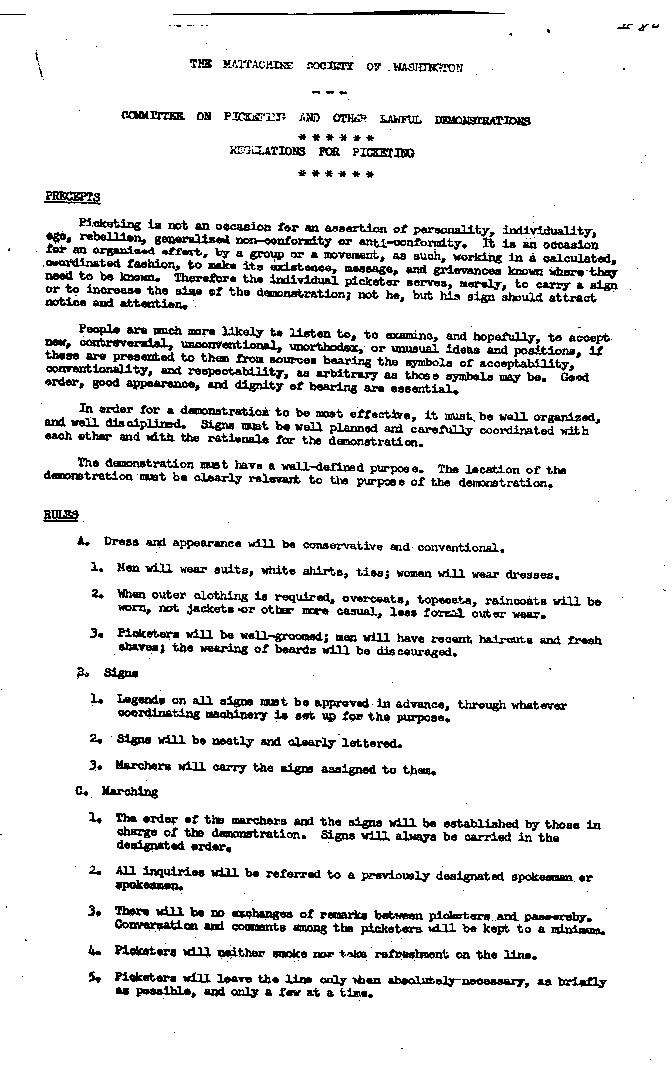 THE MATTACHINE SOCIETY OF WASHINGTON
---
COMMITTEE ON PICKETING AND OTHER LAWFUL DEMONSTRATIONS
******
REGULATIONS FOR PICKETING
******
PRECEPTS
Picketing is not an occasion for an assertion of personality, individuality,
ego, rebellion, generalized non-conformity or anti-conformity. It is an occasion
for an organized effort, by a group or a movement, as such, working in a calculated,
coordinated fashion, to make its existence, message, and grievances known where they
need to be known. Therefore the individual picketer serves, merely, to carry a sign
or to increase the size of the demonstration; not he, but his sign should attract
notice and attention.
People are much more likely to listen to, to examine, and hopefully, to accept
new, controversial, unconventional, unorthodox, or unusual ideas and positions, if
these are presented to them from sources bearing the symbols of acceptability,
conventionality, and respectability, as arbitrary as those symbols may be. Good
order, good appearance, and dignity of bearing are essential.
In order for a demonstration to be most effective, it must be well organized,
and well disciplined. Signs must be well planned and carefully coordinated with
each other and with the rationale for the demonstration.
The demonstration must have a well-defined purpose. The location of the
demonstration must be clearly relevant to the purpose of the demonstration.
RULES
A. Dress and appearance will be conservative and conventional.
1. Men will wear suits, white shirts, ties; women will wear dresses.
2. When outer clothing is required, overcoats, topcoats, raincoats will be
worn, not jackets or other more casual, less formal outer wear.
3. Picketers will be well-groomed; men will have recent haircuts and fresh
shaves; the wearing of beards will be discouraged.
B. Signs
1. Legends on all signs must be approved in advance, through whatever
coordinating machinery is set up for the purpose.
2. Signs will be neatly and clearly lettered.
3. Marchers will carry the signs assigned to them.
C. Marching
1. The order of the marchers and the signs will be established by those in
charge of the demonstration. Signs will always be carried in the
designated order.
2. All inquiries will be referred to a previously designated spokesman or
spokesmen.
3. There will be no exchanges of remarks between picketers and passersby.
Conversation and comments among the picketers will be kept to a minimum.
4. Picketers will neither smoke nor take refreshment on the line.
5. Picketers will leave the line only when absolutely necessary, as briefly
as possible, and only a few at a time.